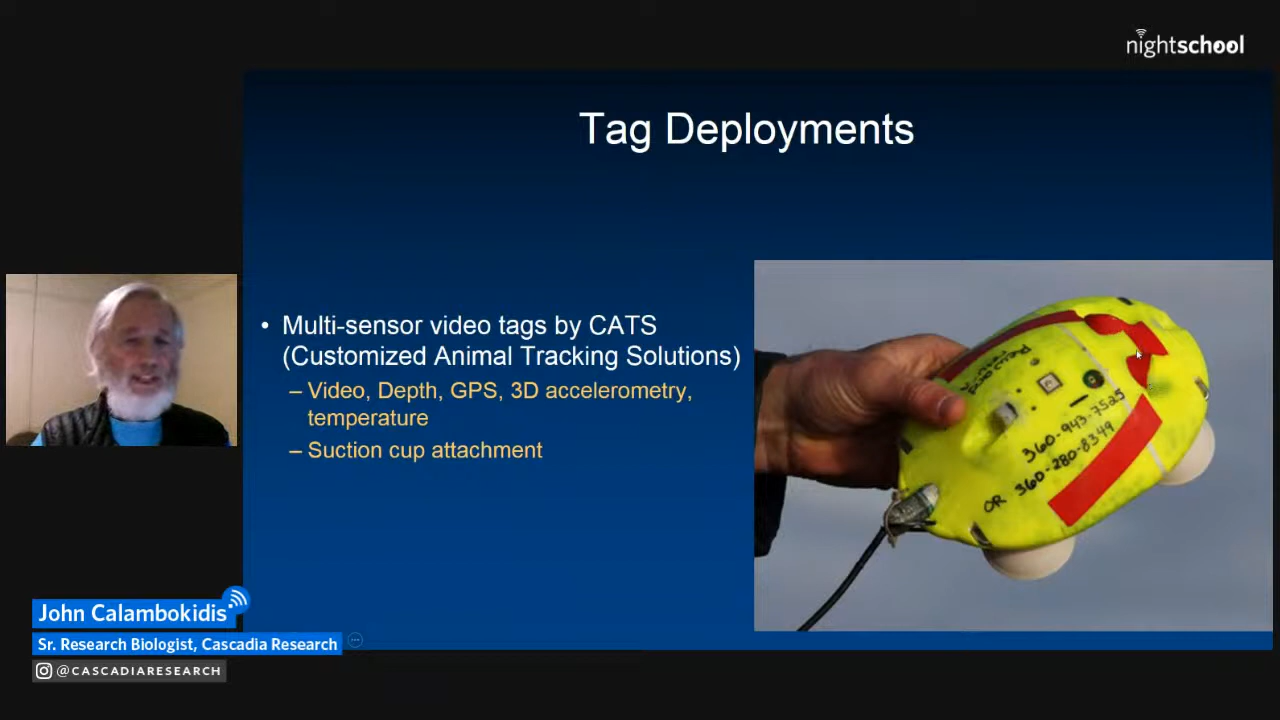 nightschool
Tag Deployments
• Multi-sensor video tags by CATS
(Customized Animal Tracking Solutions)
– Video, Depth, GPS, 3D accelerometry,
temperature
– Suction cup attachment
360-943-7525
OR 360-280-8349
John Calambokidis
Sr. Research Biologist, Cascadia Research
@CASCADIARESEARCH